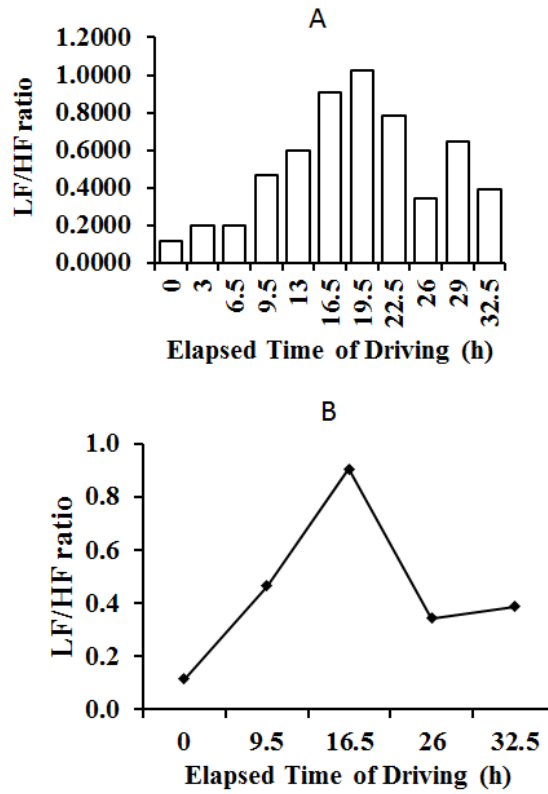 A
LF/HF ratio
1.2000
1.0000
0.8000
0.6000
0.4000
0.2000
0.0000
0 3 6.5 9.5 13 16.5 19.5 22.5 26 29 32.5
Elapsed Time of Driving (h)
B
LF/HF ratio
1.0
0.8
0.6
0.4
0.2
0.0
0 9.5 16.5 26 32.5
Elapsed Time of Driving (h)